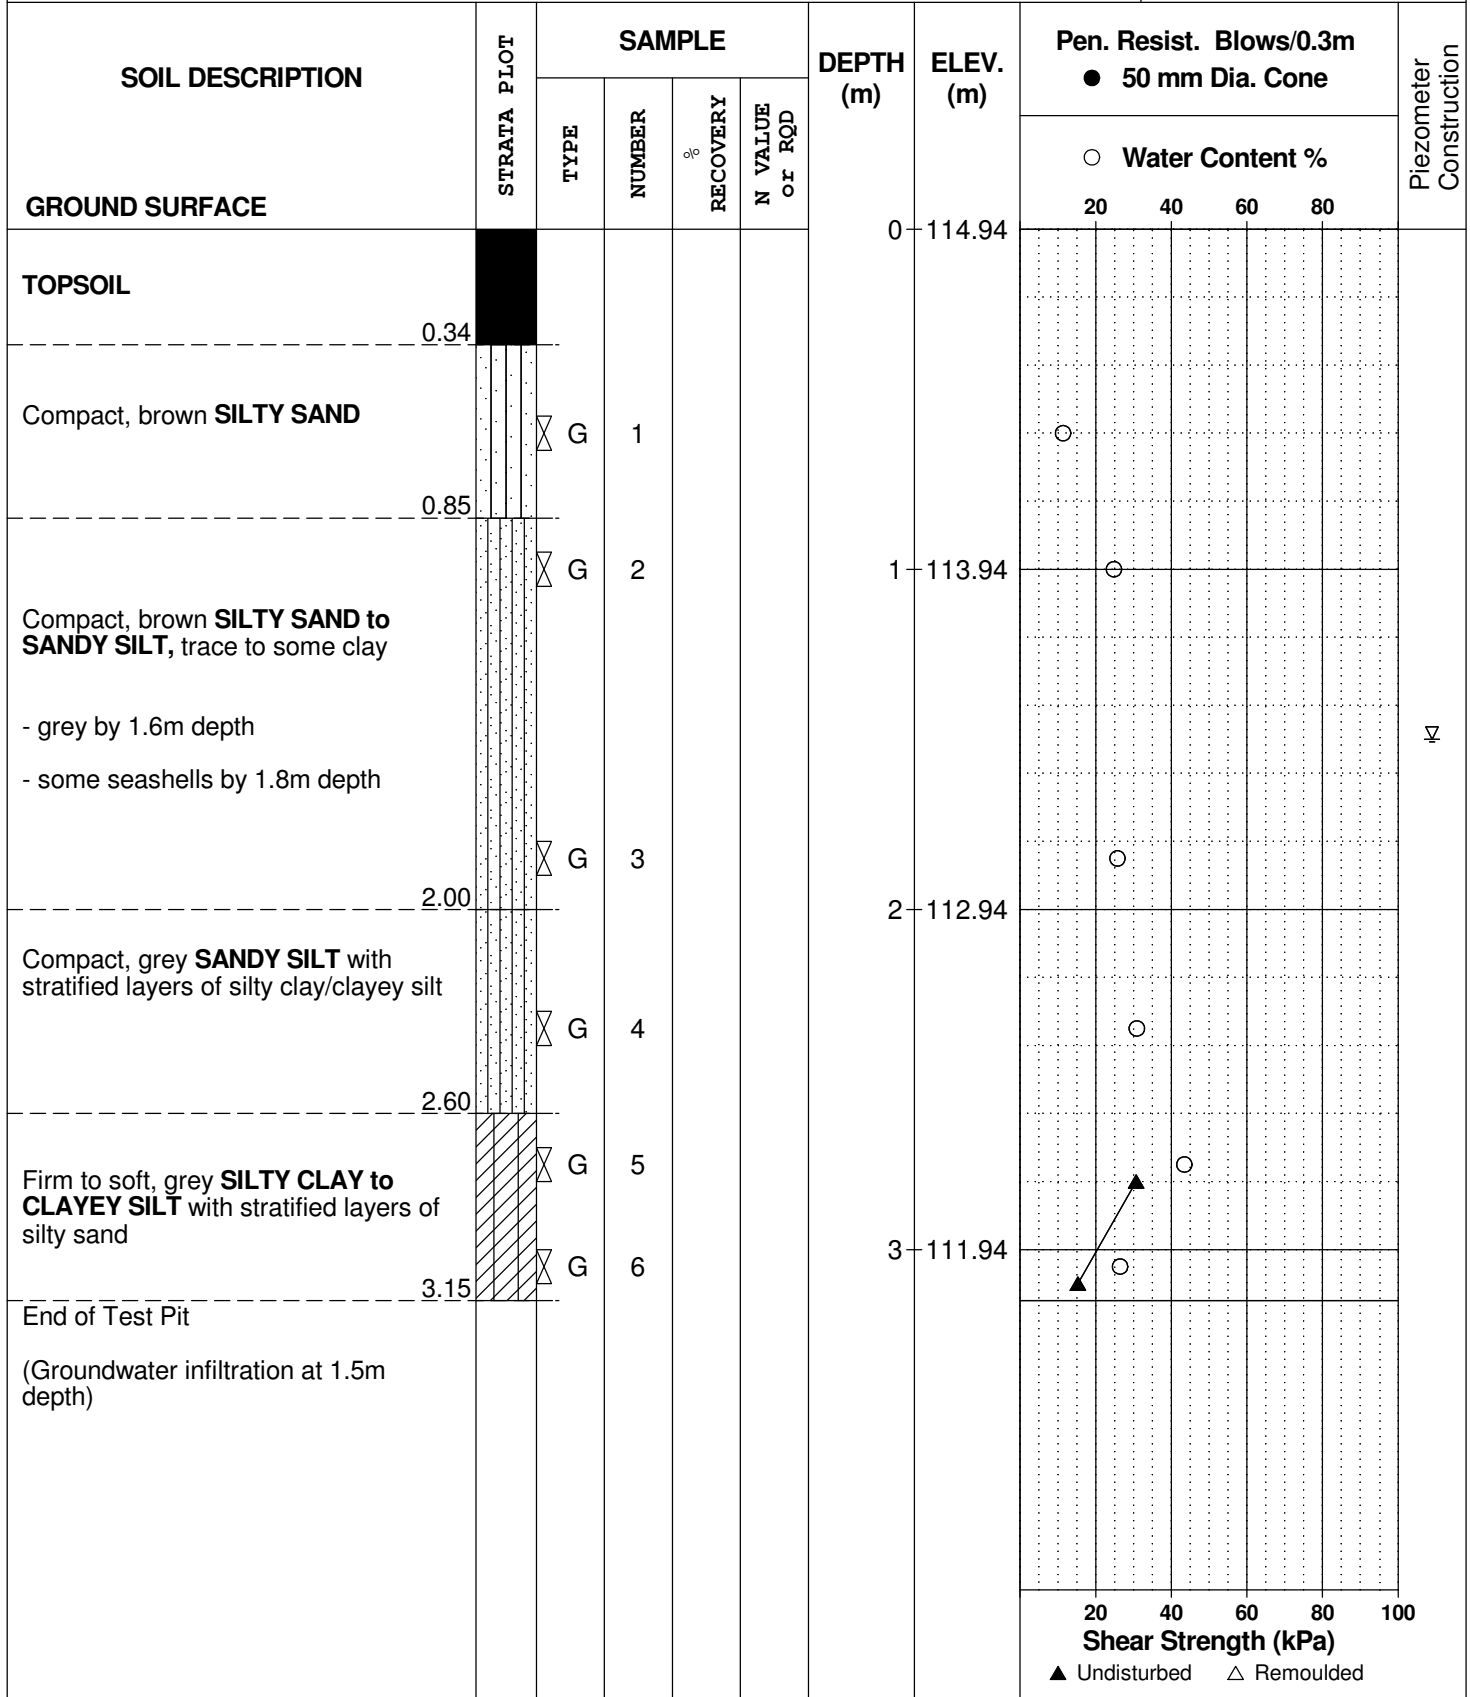 SOIL DESCRIPTION
GROUND SURFACE
STRATA PLOT
SAMPLE
TYPE
NUMBER
%
RECOVERY
N VALUE
or RQD
DEPTH
(m)
ELEV.
(m)
Pen. Resist. Blows/0.3m
● 50 mm Dia. Cone
○ Water Content %
20 40 60 80
Piezometer
Construction
0 114.94
TOPSOIL
0.34
Compact, brown SILTY SAND
G 1
0.85
G 2
1 113.94
Compact, brown SILTY SAND to
SANDY SILT, trace to some clay
- grey by 1.6m depth
- some seashells by 1.8m depth
G 3
2.00
2 112.94
Compact, grey SANDY SILT with
stratified layers of silty clay/clayey silt
G 4
2.60
G 5
Firm to soft, grey SILTY CLAY to
CLAYEY SILT with stratified layers of
silty sand
3 111.94
G 6
3.15
End of Test Pit
(Groundwater infiltration at 1.5m
depth)
20 40 60 80 100
Shear Strength (kPa)
▲ Undisturbed △ Remoulded